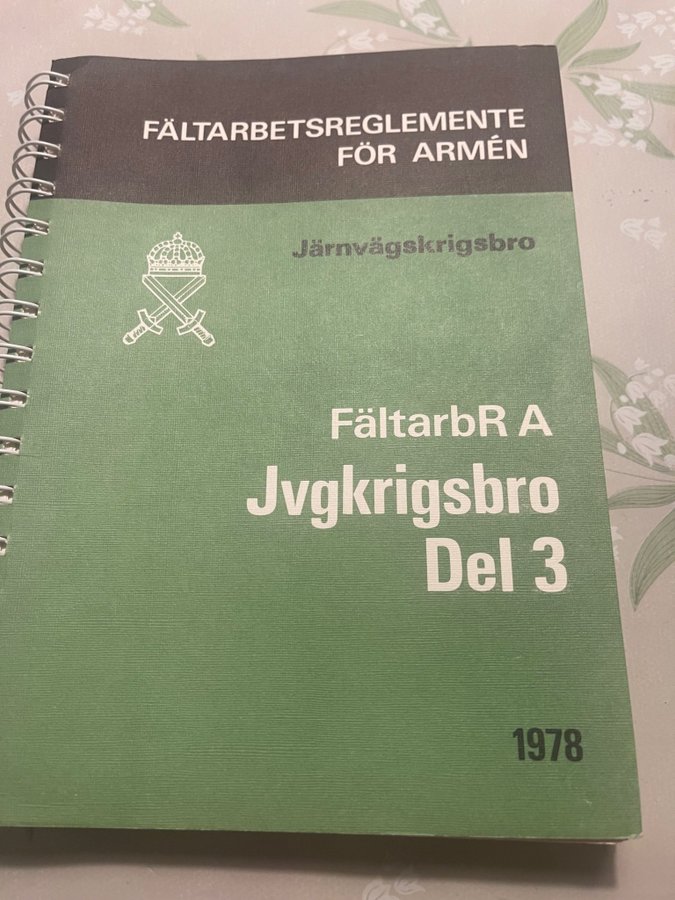 FÄLTARBETSREGLEMENTE
FÖR ARMÉN
Järnvägskrigsbro
FältarbR A
Jvgkrigsbro
Del 3
1978